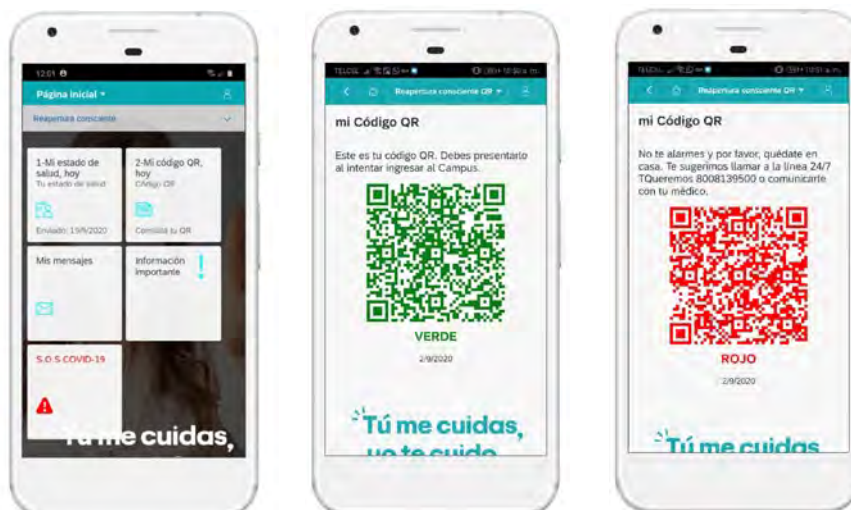 12:01
Página Inicial
Reapertura consciente
1-Mi estado de
salud, hoy
Tu estado de salud
Enviado: 19/9/2020
2-Mi código QR,
hoy
Código QR
Consulta tu QR
Mis mensajes
Información
importante
S.O.S COVID-19
Tú me cuidas,
TELCEL
Reapertura consciente QR
mi Código QR
Este es tu código QR. Debes presentarlo
al intentar ingresar al Campus.
VERDE
2/9/2020
Tú me cuidas,
yo te cuido
TELCEL
Reapertura consciente QR
mi Código QR
No te alarmes y por favor, quédate en
casa. Te sugerimos llamar a la línea 24/7
TQueremos 8008139500 o comunicarte
con tu médico.
ROJO
2/9/2020
Tú me cuidas